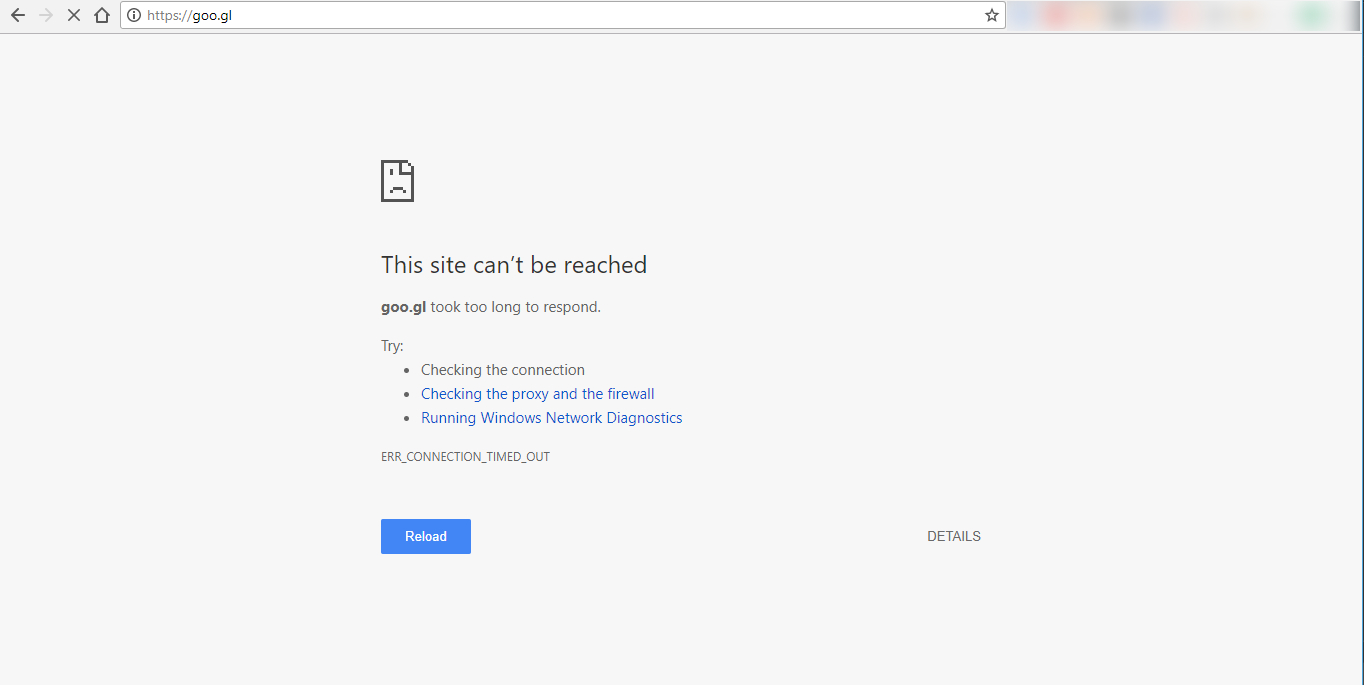 https://goo.gl
This site can’t be reached
goo.gl took too long to respond.
Try:
Checking the connection
Checking the proxy and the firewall
Running Windows Network Diagnostics
ERR_CONNECTION_TIMED_OUT
Reload
DETAILS